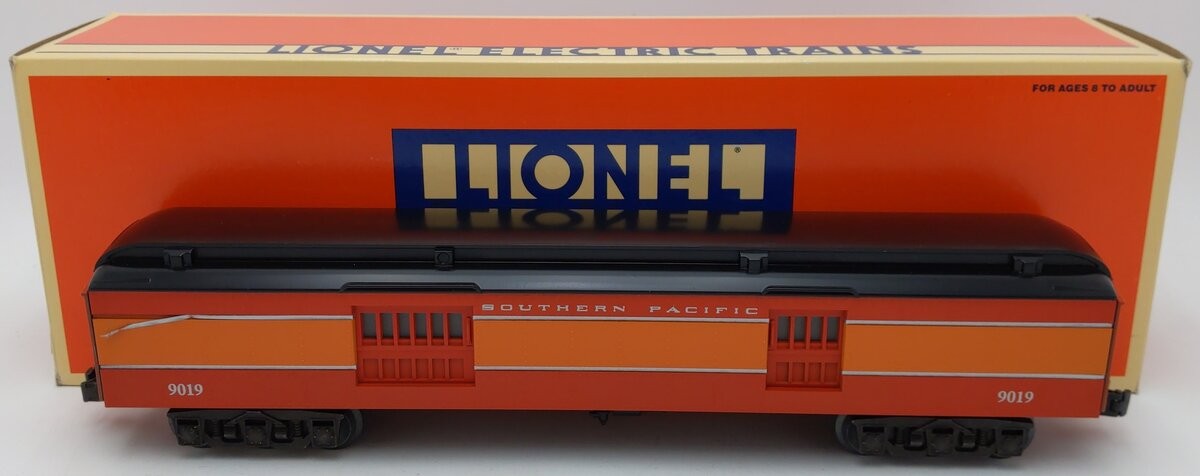 LIONEL® ELECTRIC TRAINS
FOR AGES 8 TO ADULT
LIONEL®
SOUTHERN PACIFIC
9019 9019